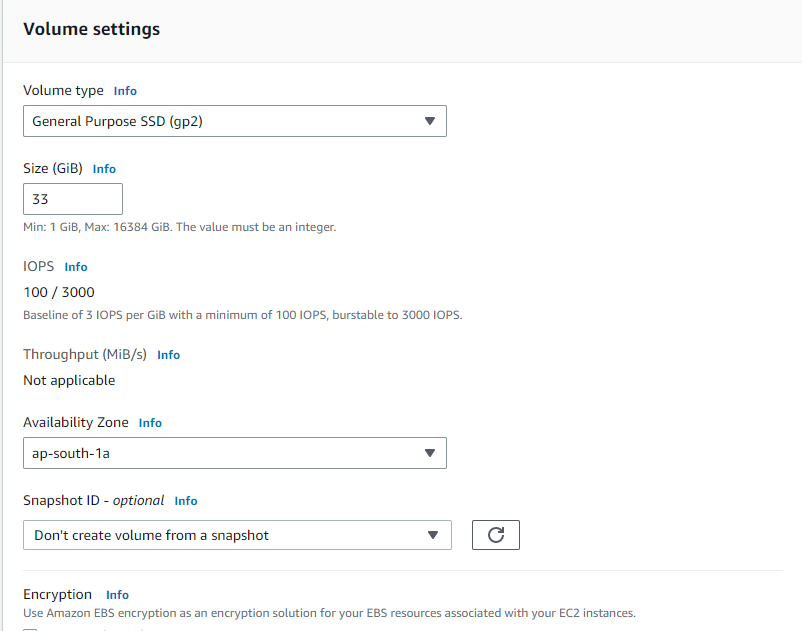 Volume settings
Volume type Info
General Purpose SSD (gp2)
Size (GiB) Info
33
Min: 1 GiB, Max: 16384 GiB. The value must be an integer.
IOPS Info
100 / 3000
Baseline of 3 IOPS per GiB with a minimum of 100 IOPS, burstable to 3000 IOPS.
Throughput (MiB/s) Info
Not applicable
Availability Zone Info
ap-south-1a
Snapshot ID - optional Info
Don't create volume from a snapshot
Encryption Info
Use Amazon EBS encryption as an encryption solution for your EBS resources associated with your EC2 instances.